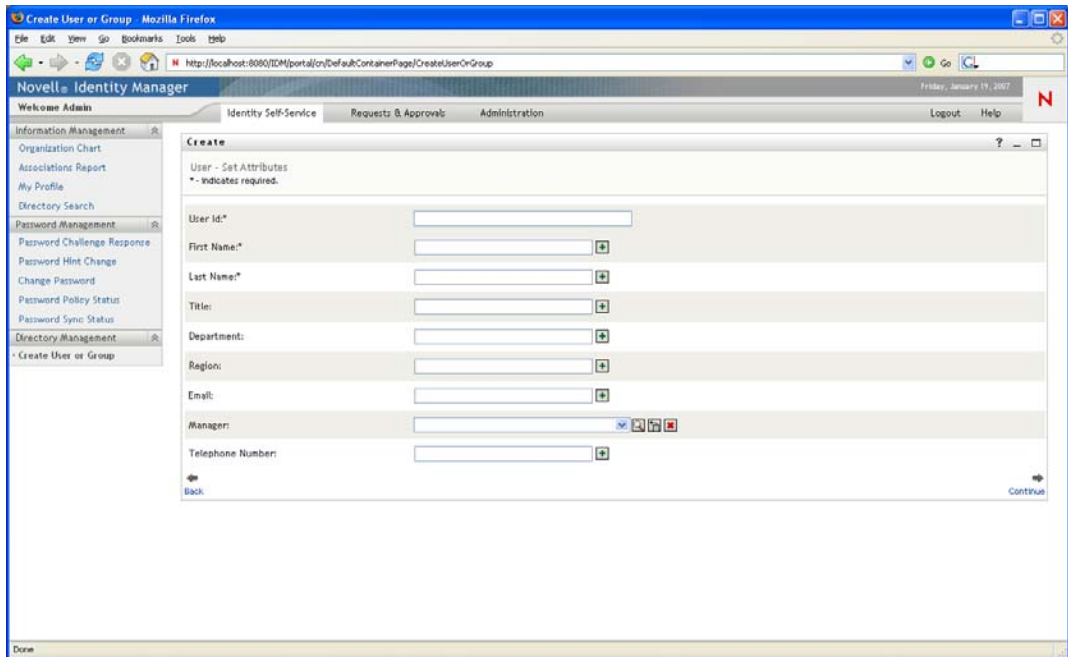 Create User or Group - Mozilla Firefox
File Edit View Go Bookmarks Tools Help
N http://localhost:8080/IDM/portal/cn/DefaultContainerPage/CreateUserOrGroup
Go
G
Novell® Identity Manager
Friday, January 19, 2007
Welcome Admin
Identity Self-Service Requests & Approvals Administration
Logout Help
N
Information Management
Organization Chart
Associations Report
My Profile
Directory Search
Password Management
Password Challenge Response
Password Hint Change
Change Password
Password Policy Status
Password Sync Status
Directory Management
Create User or Group
Create
?
User - Set Attributes
* - indicates required.
User Id:*
First Name:*
Last Name:*
Title:
Department:
Region:
Email:
Manager:
Telephone Number:
Back
Continue
Done